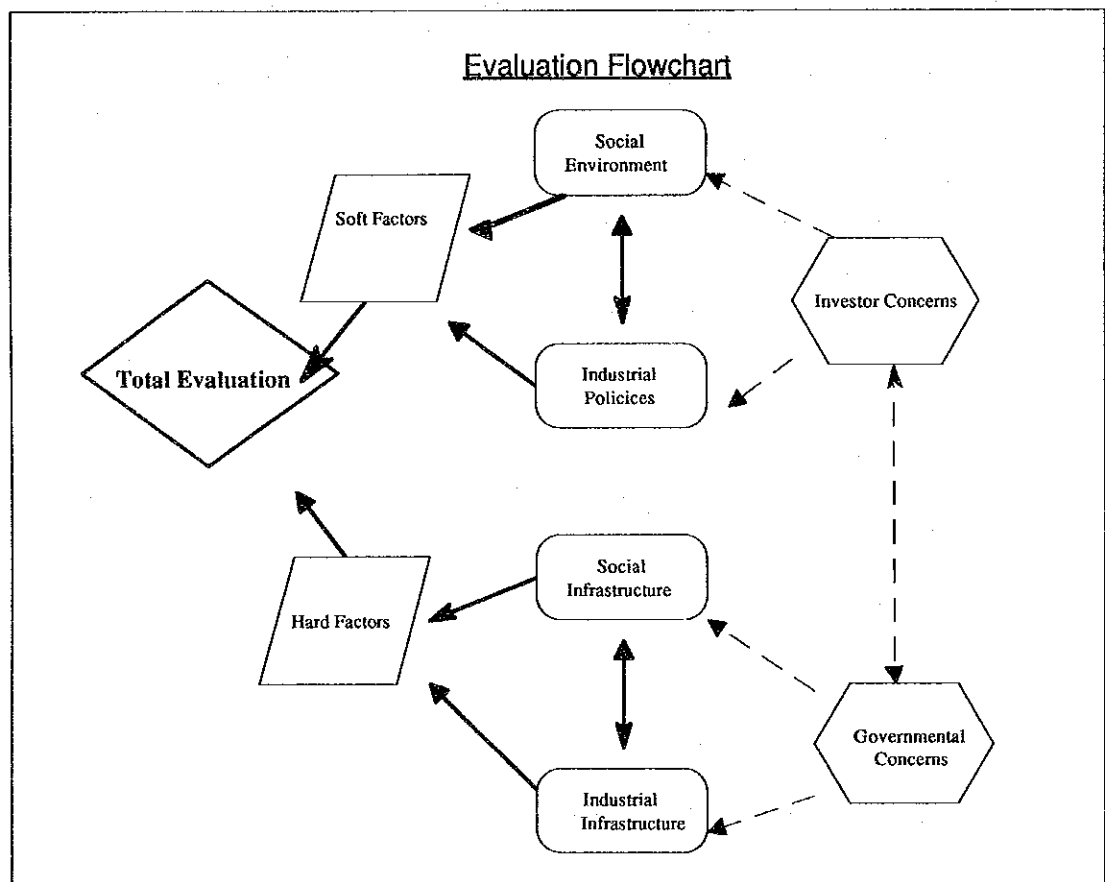 Evaluation Flowchart
Social
Environment
Soft Factors
Investor Concerns
Total Evaluation
Industrial
Policices
Social
Infrastructure
Hard Factors
Governmental
Concerns
Industrial
Infrastructure